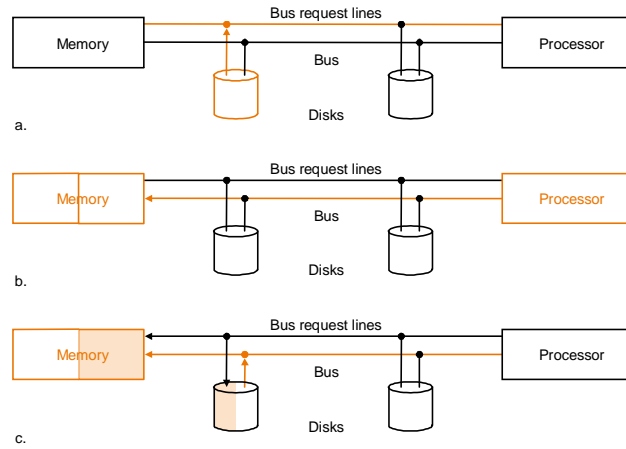 Bus request lines
Memory
Processor
Bus
Disks
a.
Bus request lines
Memory
Processor
Bus
Disks
b.
Bus request lines
Memory
Processor
Bus
Disks
c.